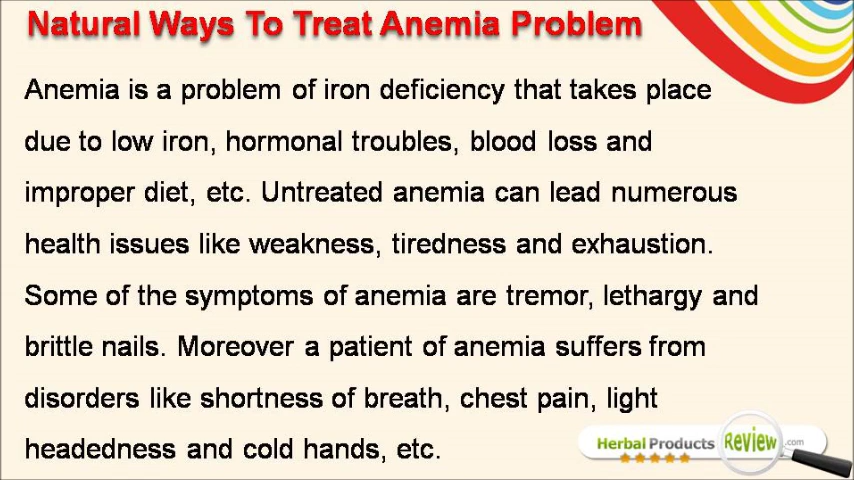 Natural Ways To Treat Anemia Problem
Anemia is a problem of iron deficiency that takes place
due to low iron, hormonal troubles, blood loss and
improper diet, etc. Untreated anemia can lead numerous
health issues like weakness, tiredness and exhaustion.
Some of the symptoms of anemia are tremor, lethargy and
brittle nails. Moreover a patient of anemia suffers from
disorders like shortness of breath, chest pain, light
headedness and cold hands, etc.
Herbal Products Review.com